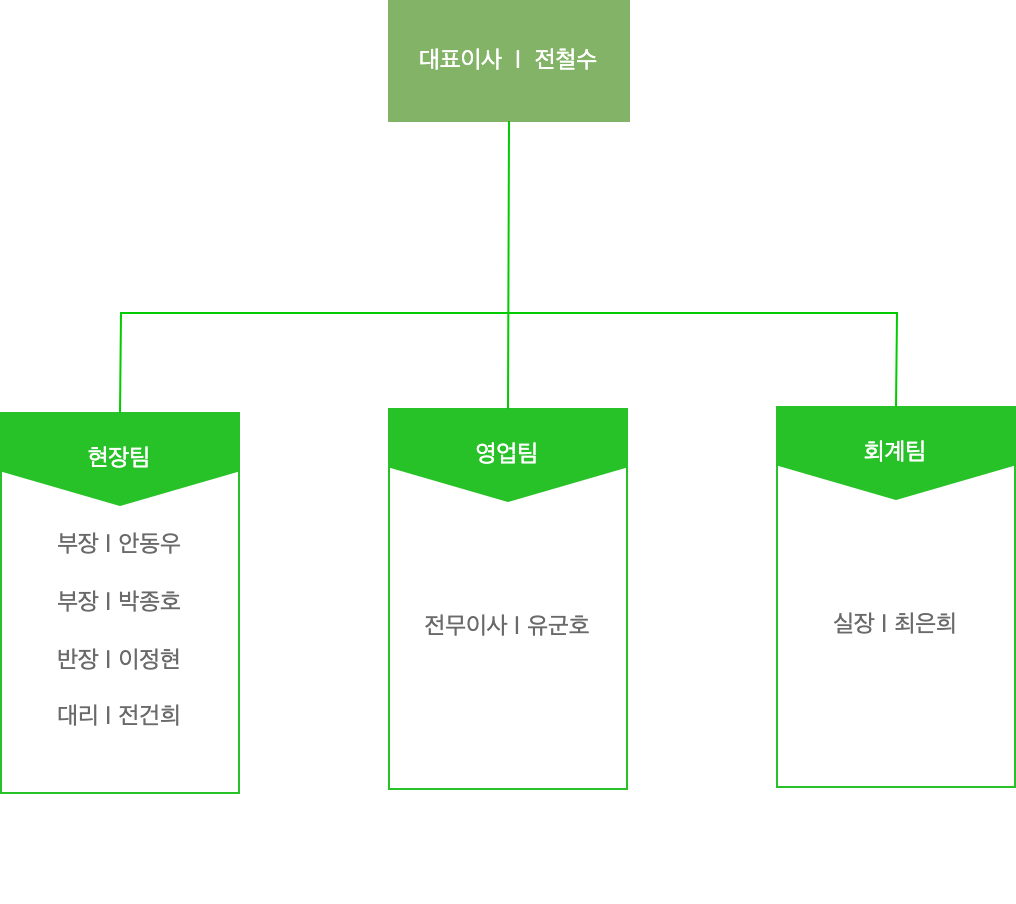 대표이사 ㅣ 전철수
현장팀
부장 ㅣ 안동우
부장 ㅣ 박종호
반장 ㅣ 이정현
대리 ㅣ 전건희
영업팀
전무이사 ㅣ 유군호
회계팀
실장 ㅣ 최은희